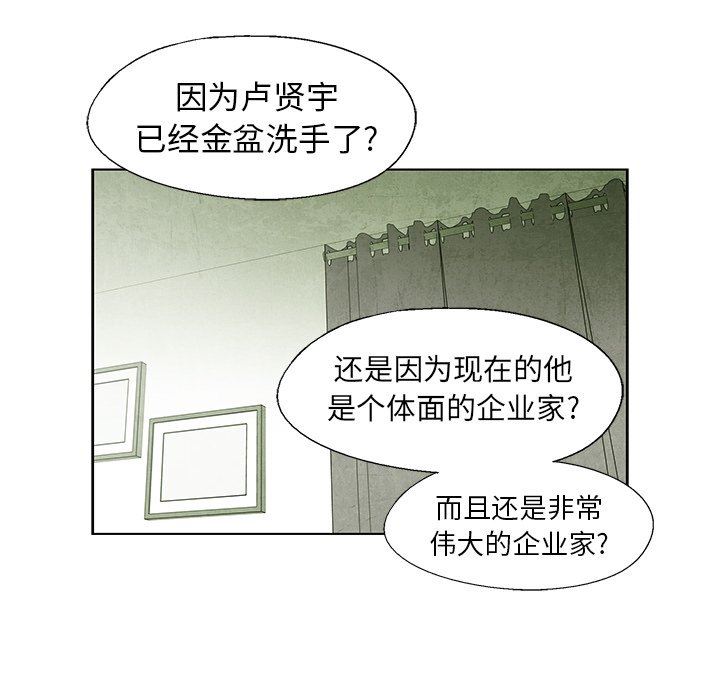 因为卢贤宇
已经金盆洗手了?
还是因为现在的他
是个体面的企业家?
而且还是非常
伟大的企业家?